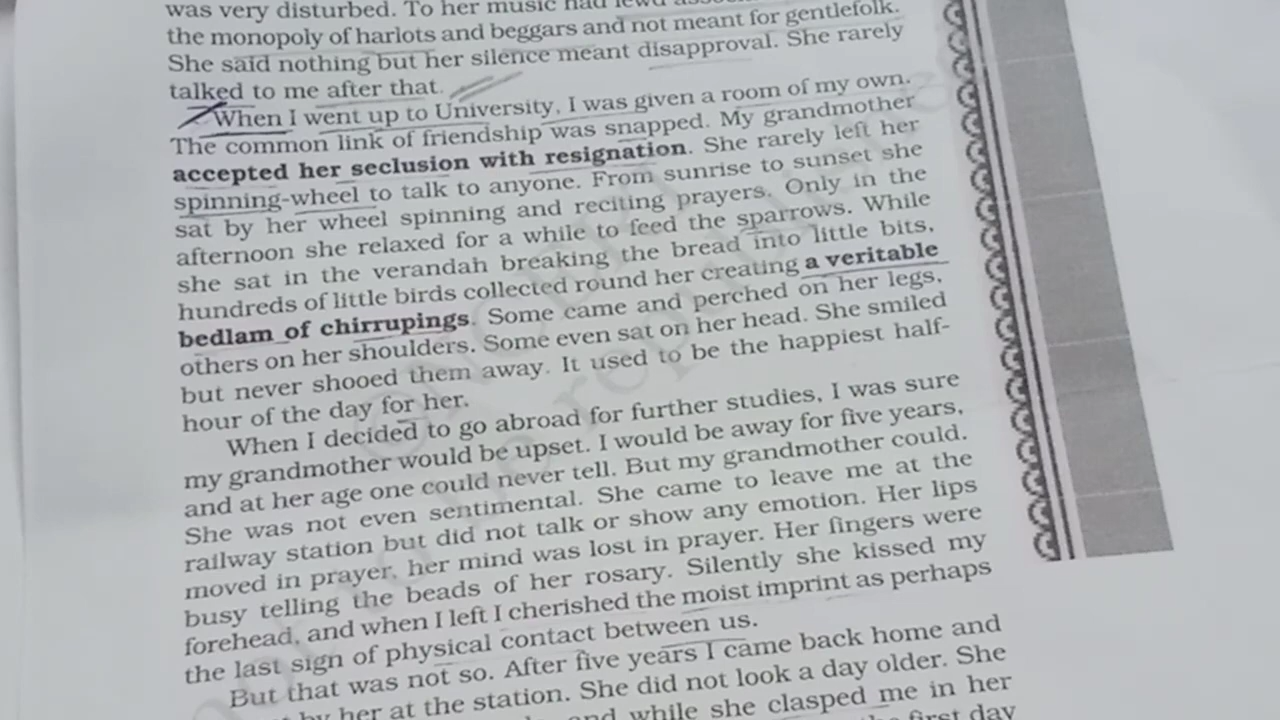 was very disturbed. To her music had lewd
the monopoly of harlots and beggars and not meant for gentlefolk.
She said nothing but her silence meant disapproval. She rarely
talked to me after that.
When I went up to University, I was given a room of my own.
The common link of friendship was snapped. My grandmother
accepted her seclusion with resignation. She rarely left her
spinning-wheel to talk to anyone. From sunrise to sunset she
sat by her wheel spinning and reciting prayers. Only in the
afternoon she relaxed for a while to feed the sparrows. While
she sat in the verandah breaking the bread into little bits,
hundreds of little birds collected round her creating a veritable
bedlam of chirrupings. Some came and perched on her legs,
others on her shoulders. Some even sat on her head. She smiled
but never shooed them away. It used to be the happiest half-
hour of the day for her.
When I decided to go abroad for further studies, I was sure
my grandmother would be upset. I would be away for five years,
and at her age one could never tell. But my grandmother could.
She was not even sentimental. She came to leave me at the
railway station but did not talk or show any emotion. Her lips
moved in prayer, her mind was lost in prayer. Her fingers were
busy telling the beads of her rosary. Silently she kissed my
forehead, and when I left I cherished the moist imprint as perhaps
the last sign of physical contact between us.
But that was not so. After five years I came back home and
by her at the station. She did not look a day older. She
and while she clasped me in her
first day